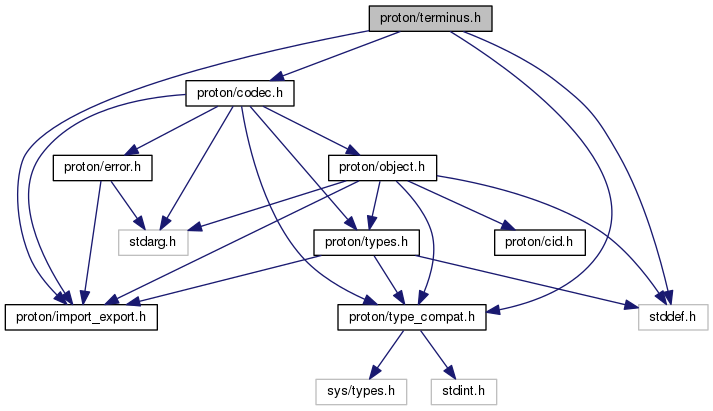 proton/terminus.h
proton/codec.h
proton/error.h
proton/object.h
stdarg.h
proton/types.h
proton/cid.h
proton/import_export.h
proton/type_compat.h
stddef.h
sys/types.h
stdint.h